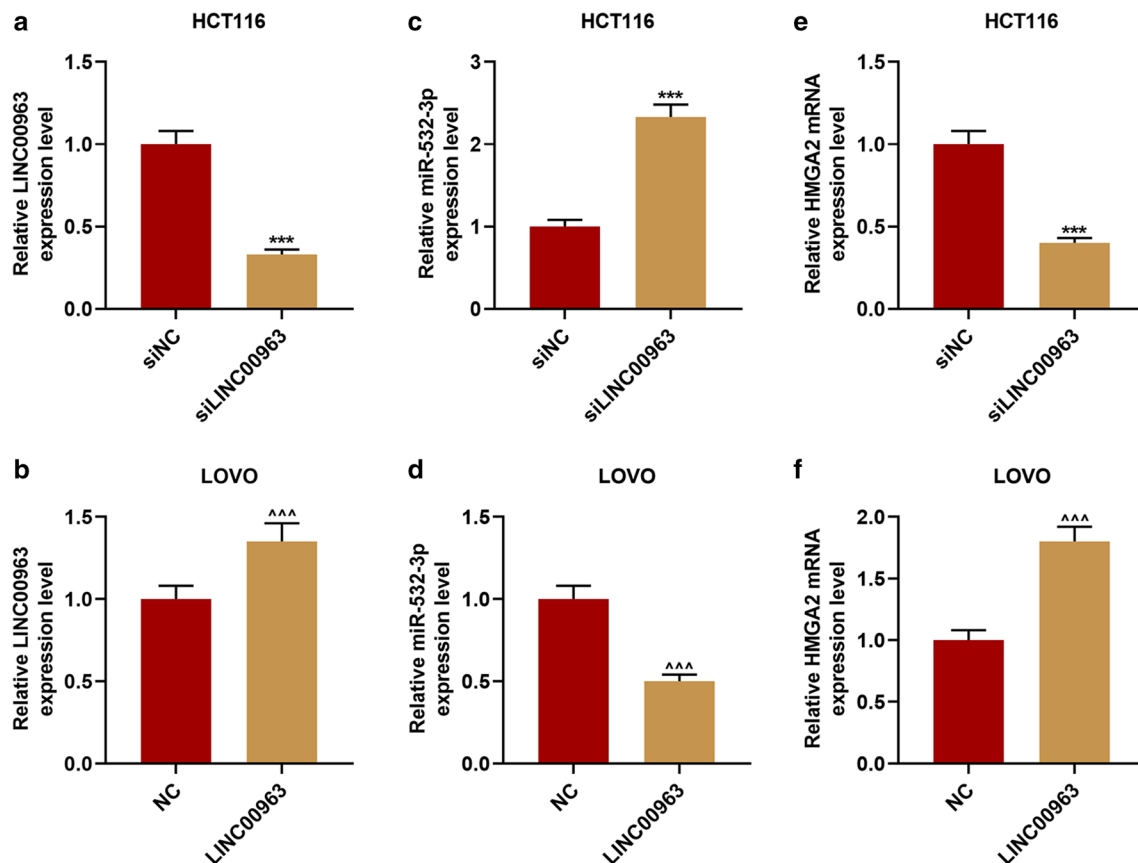 a
HCT116
Relative LINC00963
expression level
1.5
1.0
0.5
0.0
***
siNC
siLINC00963
c
HCT116
Relative miR-532-3p
expression level
3
2
1
0
***
siNC
siLINC00963
e
HCT116
Relative HMGA2 mRNA
expression level
1.5
1.0
0.5
0.0
***
siNC
siLINC00963
b
LOVO
Relative LINC00963
expression level
1.5
1.0
0.5
0.0
^^^
NC
LINC00963
d
LOVO
Relative miR-532-3p
expression level
1.5
1.0
0.5
0.0
^^^
NC
LINC00963
f
LOVO
Relative HMGA2 mRNA
expression level
2.0
1.5
1.0
0.5
0.0
^^^
NC
LINC00963